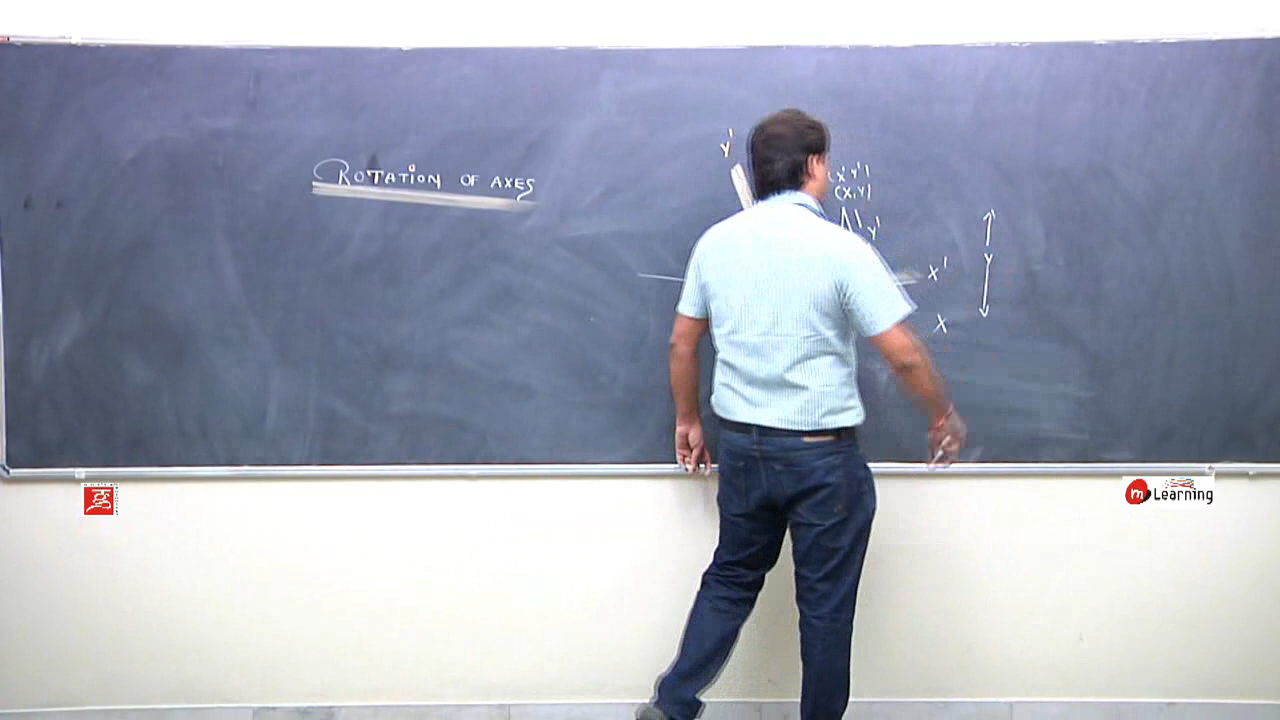 ROTATION OF AXES
Y'
(X' Y')
(X, Y)
Y'
X'
Y
X
m Learning